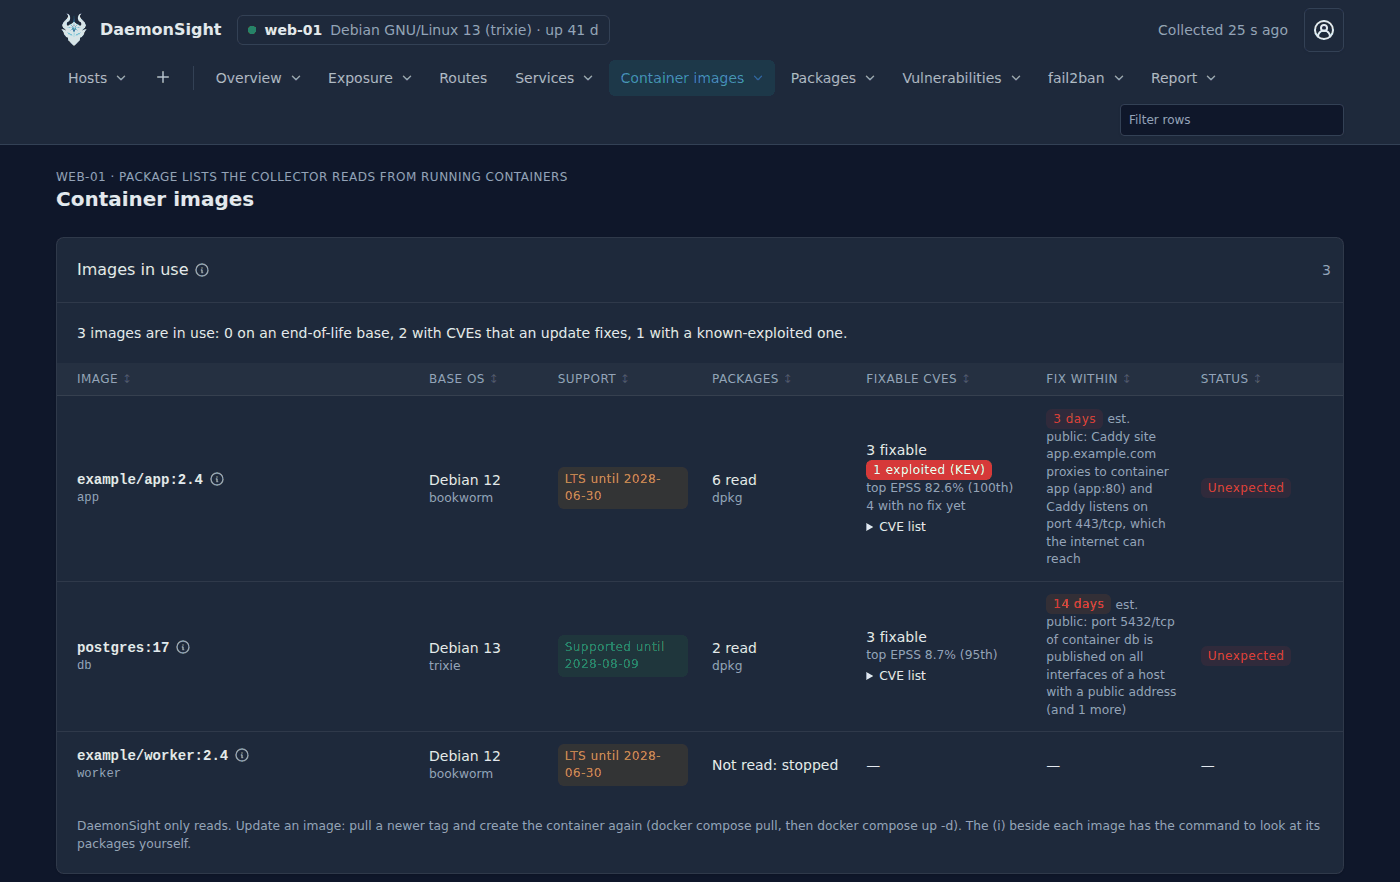 DaemonSight
web-01 Debian GNU/Linux 13 (trixie) · up 41 d
Collected 25 s ago
Hosts
+
Overview
Exposure
Routes
Services
Container images
Packages
Vulnerabilities
fail2ban
Report
Filter rows
WEB-01 · PACKAGE LISTS THE COLLECTOR READS FROM RUNNING CONTAINERS
Container images
Images in use
3
3 images are in use: 0 on an end-of-life base, 2 with CVEs that an update fixes, 1 with a known-exploited one.
IMAGE ↕ BASE OS ↕ SUPPORT ↕ PACKAGES ↕ FIXABLE CVES ↕ FIX WITHIN ↕ STATUS ↕
example/app:2.4
app
Debian 12
bookworm
LTS until 2028-
06-30
6 read
dpkg
3 fixable
1 exploited (KEV)
top EPSS 82.6% (100th)
4 with no fix yet
▶ CVE list
3 days est.
public: Caddy site
app.example.com
proxies to container
app (app:80) and
Caddy listens on
port 443/tcp, which
the internet can
reach
Unexpected
postgres:17
db
Debian 13
trixie
Supported until
2028-08-09
2 read
dpkg
3 fixable
top EPSS 8.7% (95th)
▶ CVE list
14 days est.
public: port 5432/tcp
of container db is
published on all
interfaces of a host
with a public address
(and 1 more)
Unexpected
example/worker:2.4
worker
Debian 12
bookworm
LTS until 2028-
06-30
Not read: stopped
—
—
—
DaemonSight only reads. Update an image: pull a newer tag and create the container again (docker compose pull, then docker compose up -d). The (i) beside each image has the command to look at its
packages yourself.